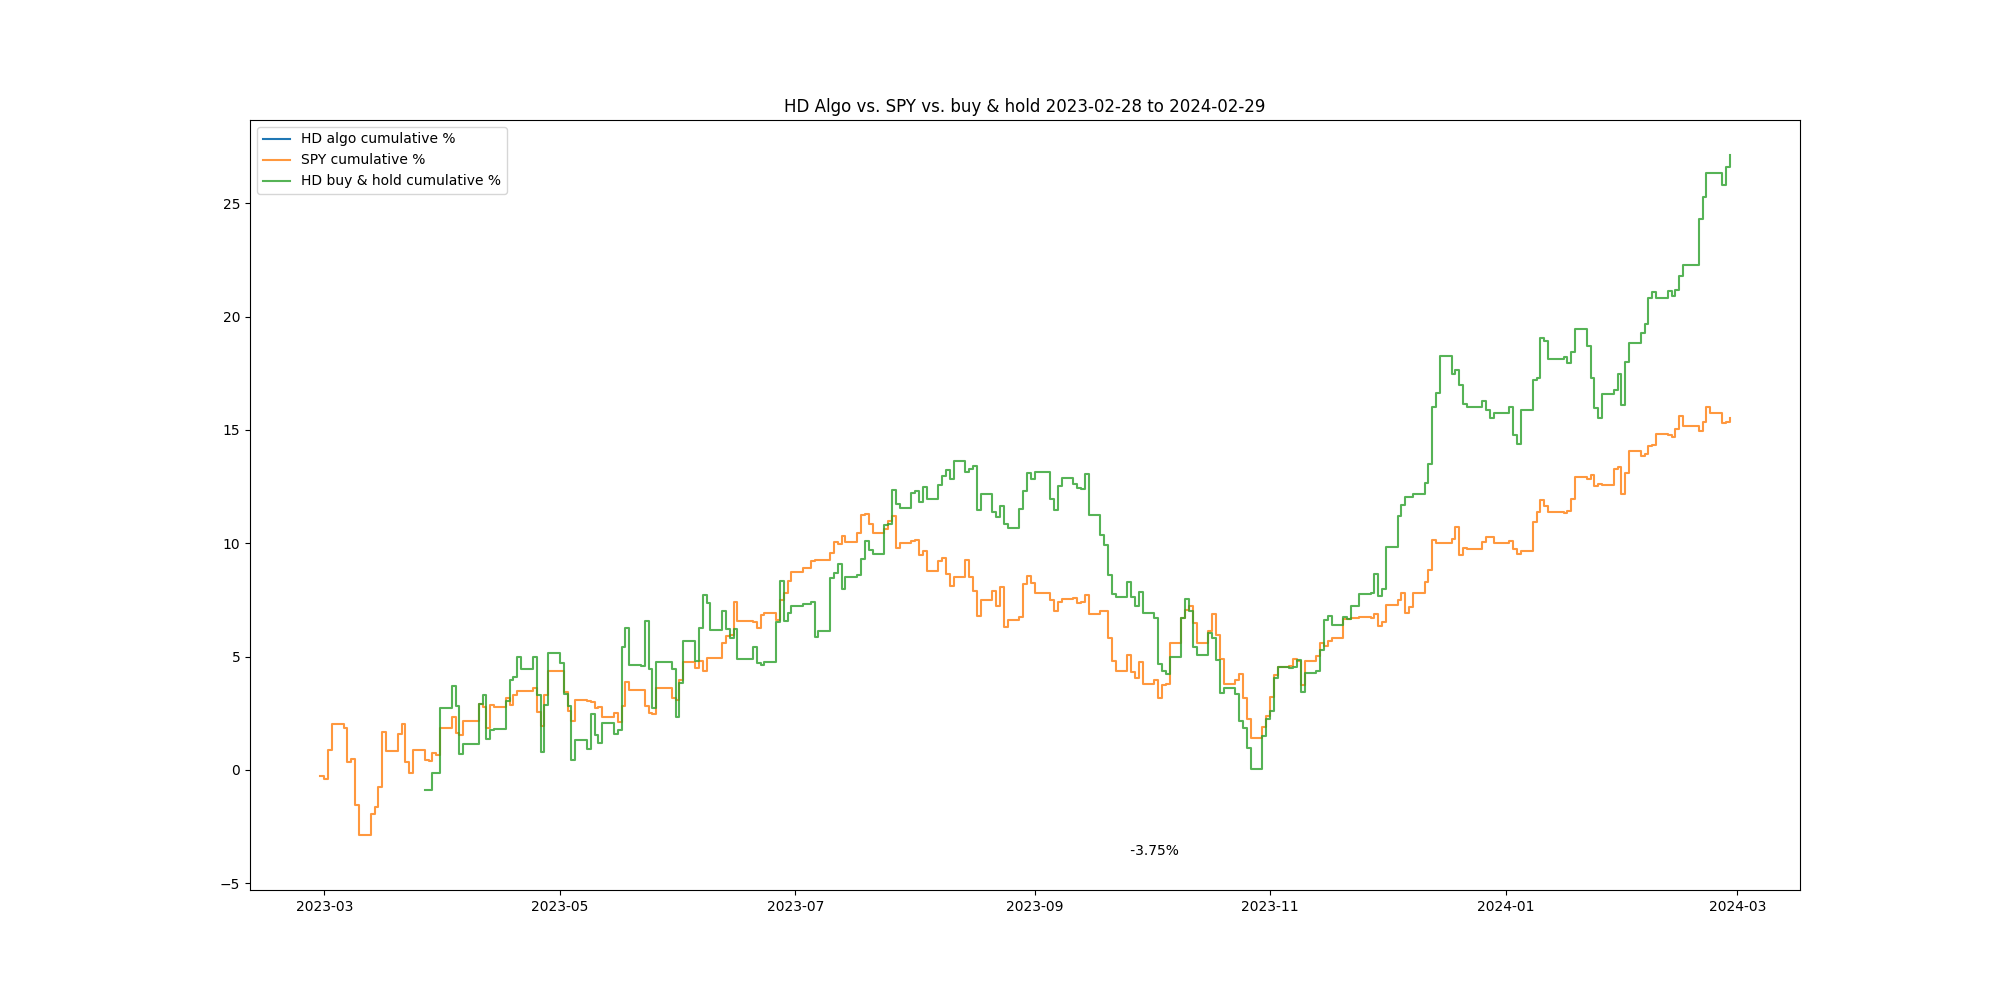 HD Algo vs. SPY vs. buy & hold 2023-02-28 to 2024-02-29
HD algo cumulative %
SPY cumulative %
HD buy & hold cumulative %
25
20
15
10
5
0
−5
-3.75%
2023-03 2023-05 2023-07 2023-09 2023-11 2024-01 2024-03